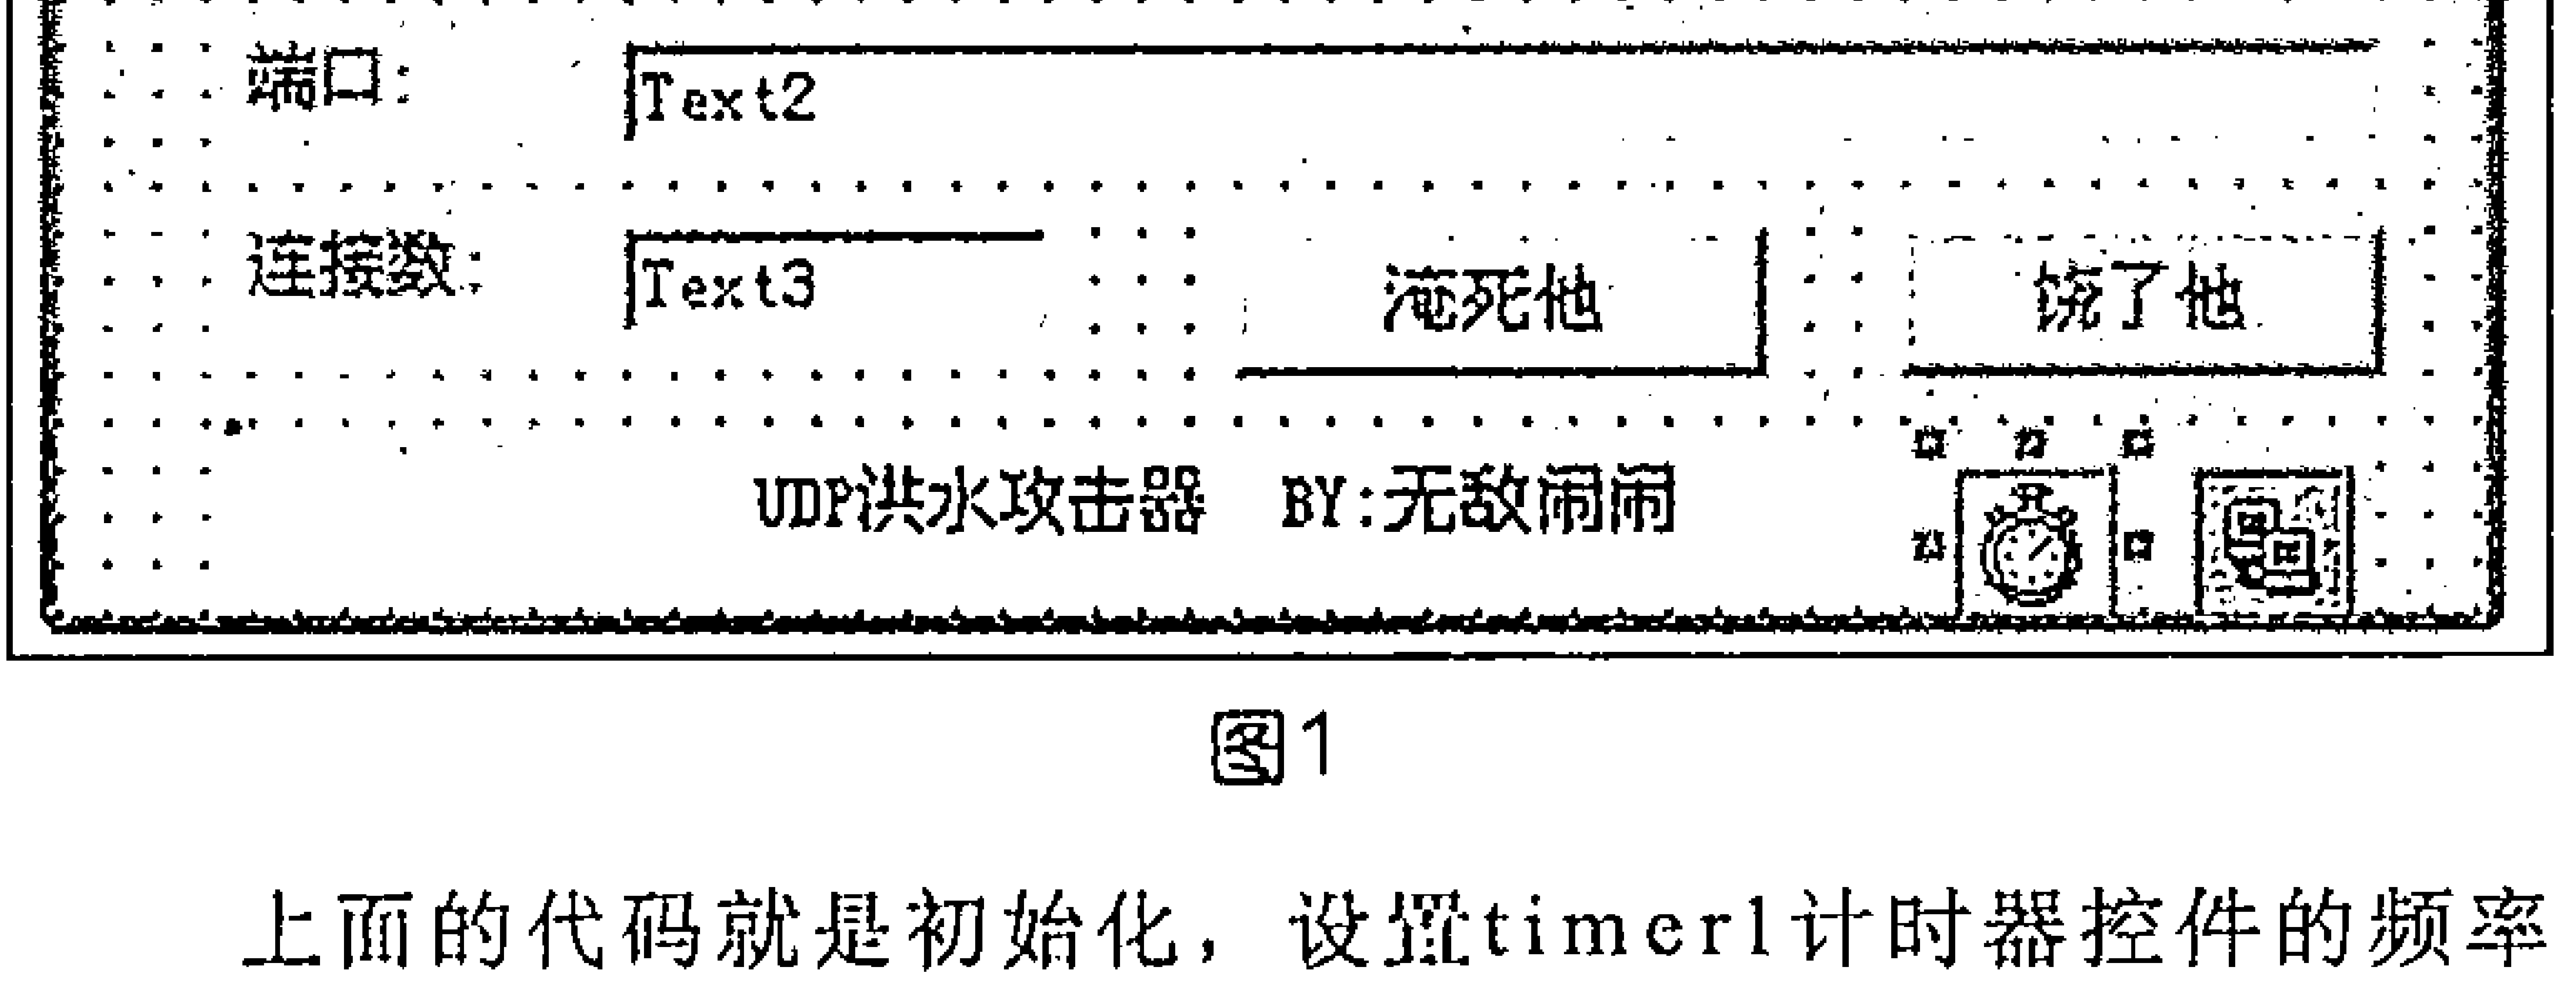 端口:
Text2
连接数:
Text3
淹死他
饶了他
UDP洪水攻击器 BY:无敌闹闹
图1
上面的代码就是初始化，设置timer1计时器控件的频率